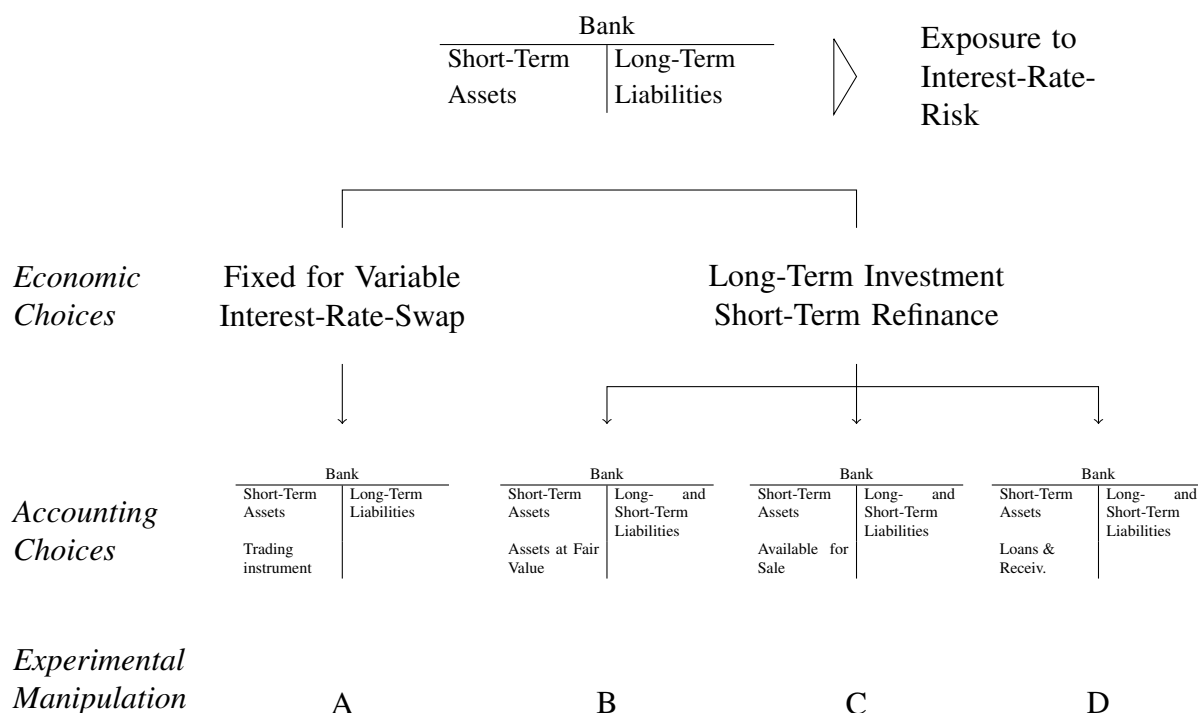 Bank
Short-Term
Assets
Long-Term
Liabilities
Exposure to
Interest-Rate-
Risk
Economic
Choices
Fixed for Variable
Interest-Rate-Swap
Long-Term Investment
Short-Term Refinance
Accounting
Choices
Bank
Short-Term
Assets
Long-Term
Liabilities
Trading
instrument
Bank
Short-Term
Assets
Long- and
Short-Term
Liabilities
Assets at Fair
Value
Bank
Short-Term
Assets
Long- and
Short-Term
Liabilities
Available for
Sale
Bank
Short-Term
Assets
Long- and
Short-Term
Liabilities
Loans &
Receiv.
Experimental
Manipulation
A
B
C
D